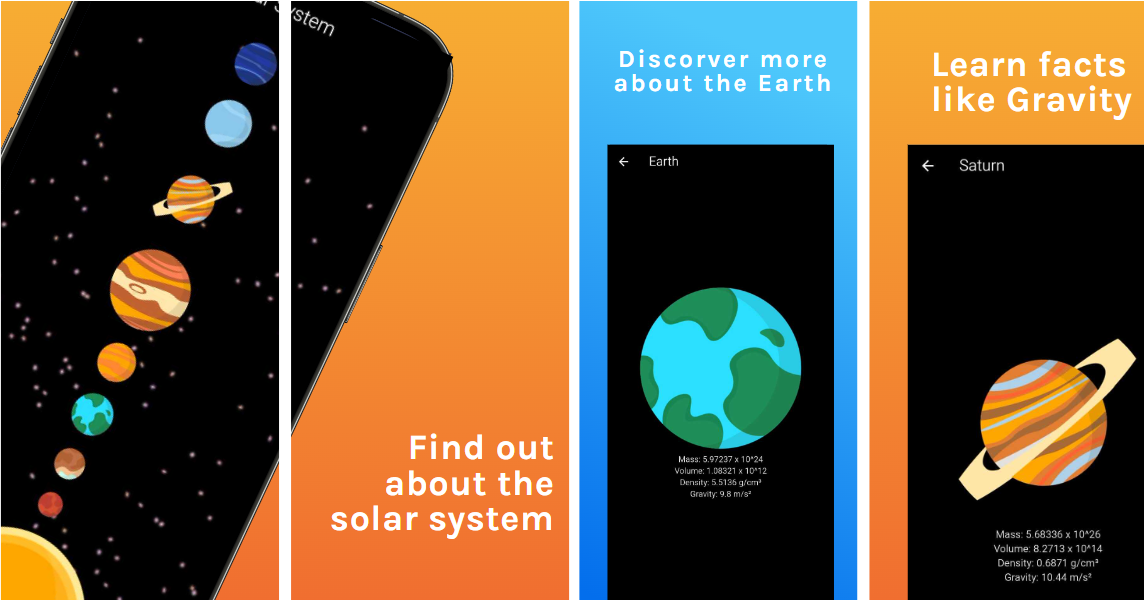 System
Find out
about the
solar system
Discorver more
about the Earth
Earth
Mass: 5.97237 x 10^24
Volume: 1.08321 x 10^12
Density: 5.5136 g/cm³
Gravity: 9.8 m/s²
Learn facts
like Gravity
Saturn
Mass: 5.68336 x 10^26
Volume: 8.2713 x 10^14
Density: 0.6871 g/cm³
Gravity: 10.44 m/s²